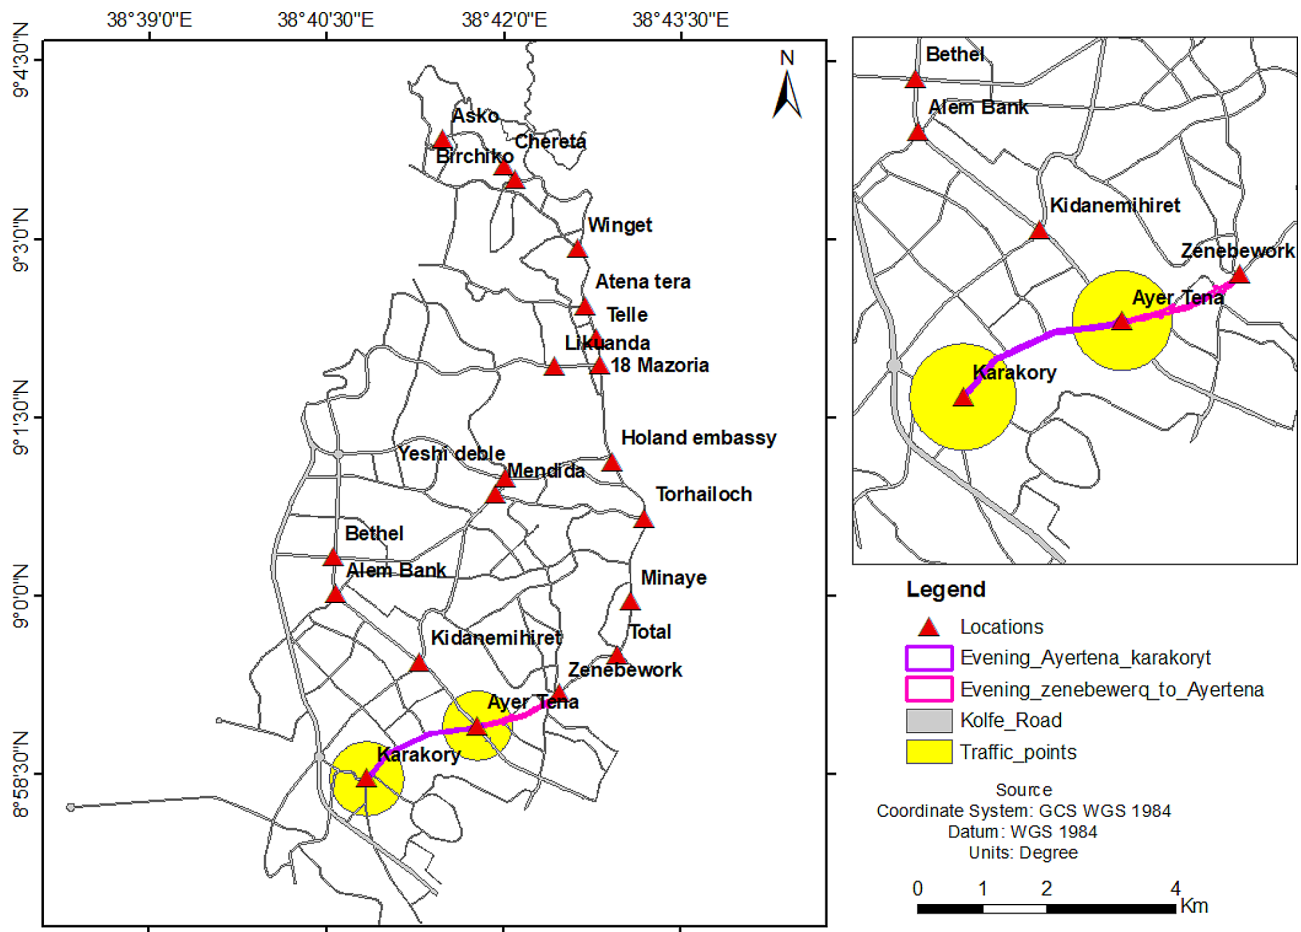 38°39'0"E
38°40'30"E
38°42'0"E
38°43'30"E
9°4'30"N
9°3'0"N
9°1'30"N
9°0'0"N
8°58'30"N
N
Asko
Chereta
Birchiko
Winget
Atena tera
Telle
Likuanda
18 Mazoria
Holand embassy
Yeshi deble
Mendida
Torhailoch
Bethel
Alem Bank
Minaye
Total
Kidanemihiret
Zenebework
Ayer Tena
Karakory
Bethel
Alem Bank
Kidanemihiret
Zenebework
Ayer Tena
Karakory
Legend
Locations
Evening_Ayertena_karakoryt
Evening_zenebewerq_to_Ayertena
Kolfe_Road
Traffic_points
Source
Coordinate System: GCS WGS 1984
Datum: WGS 1984
Units: Degree
0 1 2 4
Km